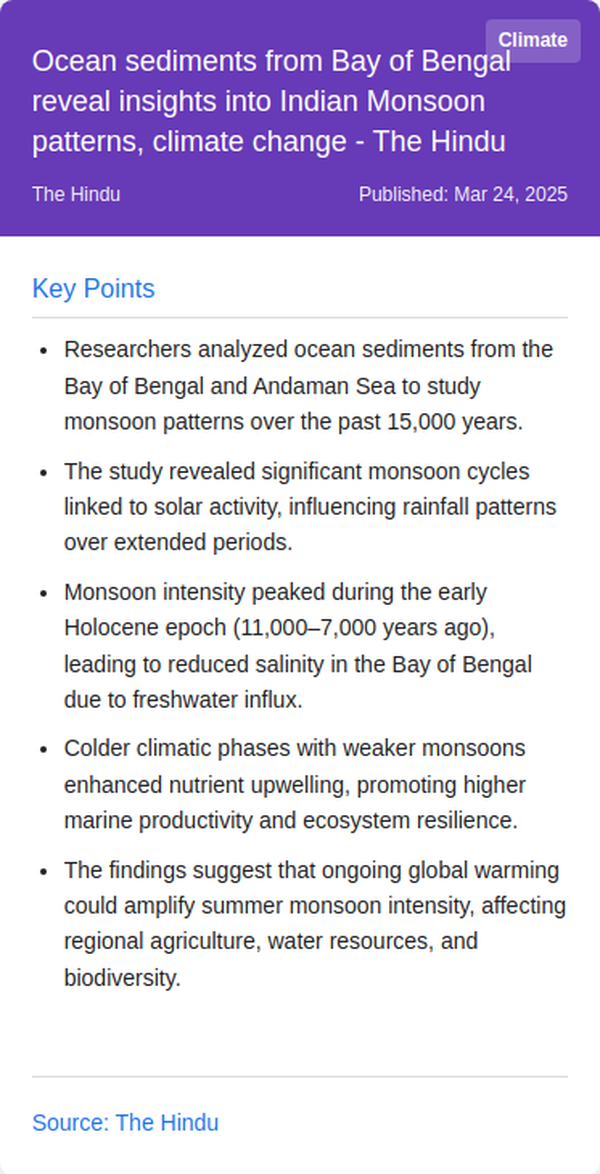 Climate
Ocean sediments from Bay of Bengal
reveal insights into Indian Monsoon
patterns, climate change - The Hindu
The Hindu
Published: Mar 24, 2025
Key Points
• Researchers analyzed ocean sediments from the
Bay of Bengal and Andaman Sea to study
monsoon patterns over the past 15,000 years.
• The study revealed significant monsoon cycles
linked to solar activity, influencing rainfall patterns
over extended periods.
• Monsoon intensity peaked during the early
Holocene epoch (11,000–7,000 years ago),
leading to reduced salinity in the Bay of Bengal
due to freshwater influx.
• Colder climatic phases with weaker monsoons
enhanced nutrient upwelling, promoting higher
marine productivity and ecosystem resilience.
• The findings suggest that ongoing global warming
could amplify summer monsoon intensity, affecting
regional agriculture, water resources, and
biodiversity.
Source: The Hindu